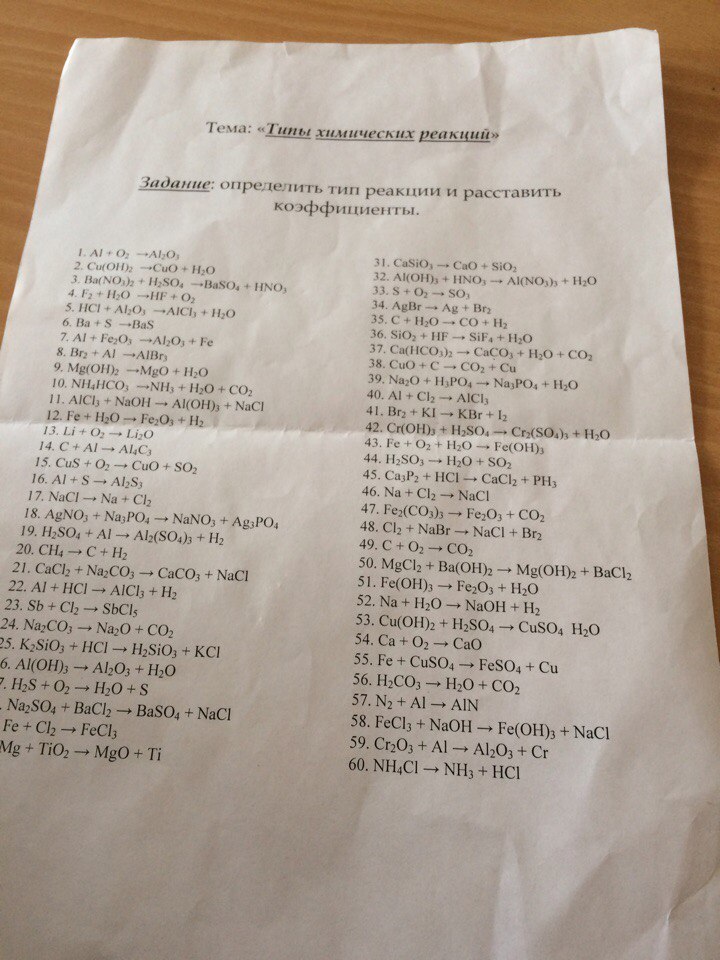 Тема: «Типы химических реакций»
Задание: определить тип реакции и расставить
коэффициенты.
1. Al + O₂ →Al₂O₃
2. Cu(OH)₂ →CuO + H₂O
3. Ba(NO₃)₂ + H₂SO₄ →BaSO₄ + HNO₃
4. F₂ + H₂O →HF + O₂
5. HCl + Al₂O₃ →AlCl₃ + H₂O
6. Ba + S →BaS
7. Al + Fe₂O₃ →Al₂O₃ + Fe
8. Br₂ + Al →AlBr₃
9. Mg(OH)₂ →MgO + H₂O
10. NH₄HCO₃ →NH₃ + H₂O + CO₂
11. AlCl₃ + NaOH → Al(OH)₃ + NaCl
12. Fe + H₂O → Fe₂O₃ + H₂
13. Li + O₂ → Li₂O
14. C + Al → Al₄C₃
15. CuS + O₂ → CuO + SO₂
16. Al + S → Al₂S₃
17. NaCl → Na + Cl₂
18. AgNO₃ + Na₃PO₄ → NaNO₃ + Ag₃PO₄
19. H₂SO₄ + Al → Al₂(SO₄)₃ + H₂
20. CH₄ → C + H₂
21. CaCl₂ + Na₂CO₃ → CaCO₃ + NaCl
22. Al + HCl → AlCl₃ + H₂
23. Sb + Cl₂ → SbCl₅
24. Na₂CO₃ → Na₂O + CO₂
25. K₂SiO₃ + HCl → H₂SiO₃ + KCl
6. Al(OH)₃ → Al₂O₃ + H₂O
7. H₂S + O₂ → H₂O + S
. Na₂SO₄ + BaCl₂ → BaSO₄ + NaCl
Fe + Cl₂ → FeCl₃
Mg + TiO₂ → MgO + Ti
31. CaSiO₃ → CaO + SiO₂
32. Al(OH)₃ + HNO₃ → Al(NO₃)₃ + H₂O
33. S + O₂ → SO₃
34. AgBr → Ag + Br₂
35. C + H₂O → CO + H₂
36. SiO₂ + HF → SiF₄ + H₂O
37. Ca(HCO₃)₂ → CaCO₃ + H₂O + CO₂
38. CuO + C → CO₂ + Cu
39. Na₂O + H₃PO₄ → Na₃PO₄ + H₂O
40. Al + Cl₂ → AlCl₃
41. Br₂ + KI → KBr + I₂
42. Cr(OH)₃ + H₂SO₄ → Cr₂(SO₄)₃ + H₂O
43. Fe + O₂ + H₂O → Fe(OH)₃
44. H₂SO₃ → H₂O + SO₂
45. Ca₃P₂ + HCl → CaCl₂ + PH₃
46. Na + Cl₂ → NaCl
47. Fe₂(CO₃)₃ → Fe₂O₃ + CO₂
48. Cl₂ + NaBr → NaCl + Br₂
49. C + O₂ → CO₂
50. MgCl₂ + Ba(OH)₂ → Mg(OH)₂ + BaCl₂
51. Fe(OH)₃ → Fe₂O₃ + H₂O
52. Na + H₂O → NaOH + H₂
53. Cu(OH)₂ + H₂SO₄ → CuSO₄ H₂O
54. Ca + O₂ → CaO
55. Fe + CuSO₄ → FeSO₄ + Cu
56. H₂CO₃ → H₂O + CO₂
57. N₂ + Al → AlN
58. FeCl₃ + NaOH → Fe(OH)₃ + NaCl
59. Cr₂O₃ + Al → Al₂O₃ + Cr
60. NH₄Cl → NH₃ + HCl